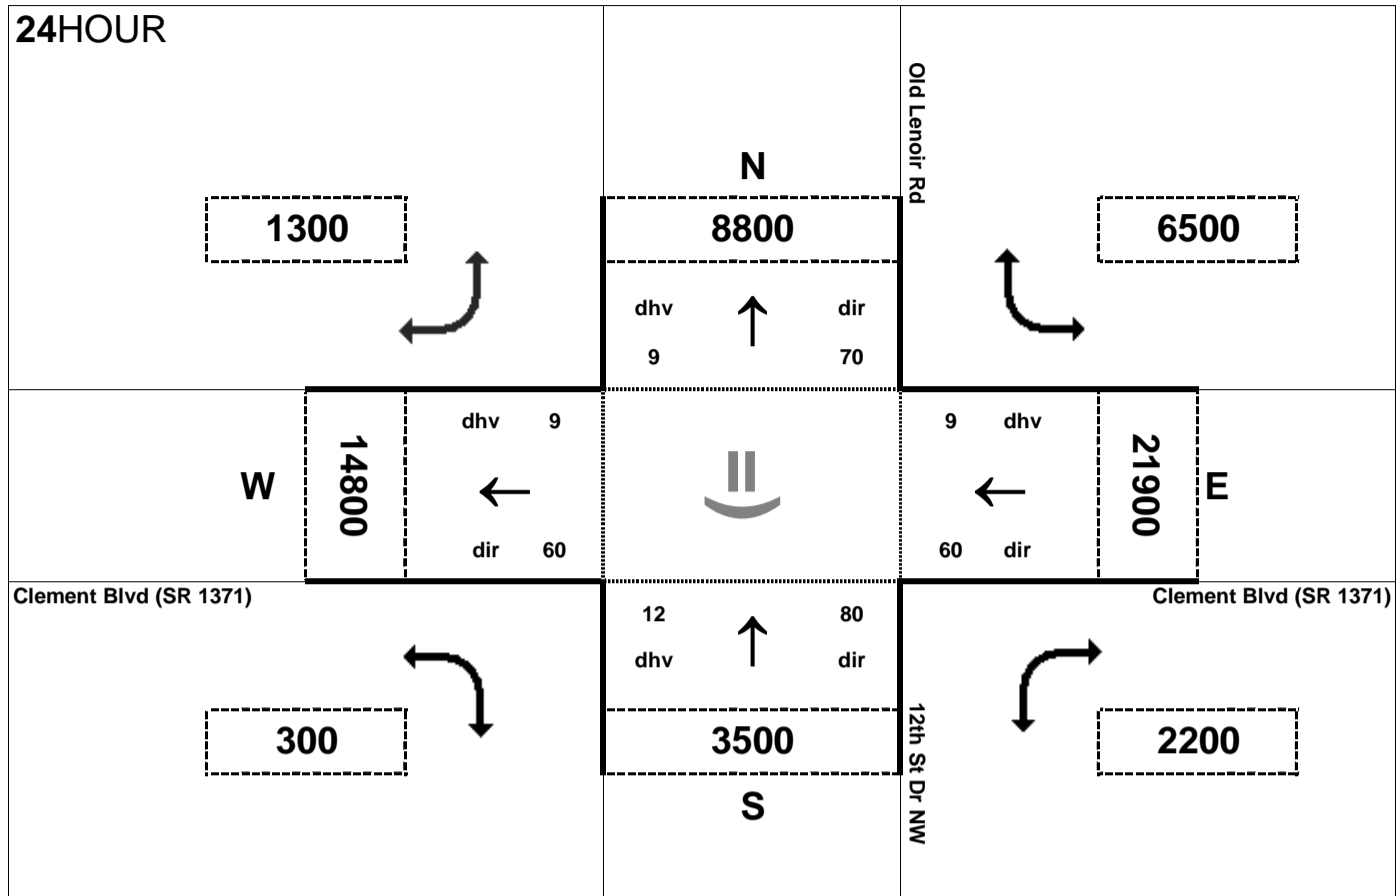 24HOUR
Old Lenoir Rd
N
1300
8800
6500
dhv dir
9 70
dhv 9
9 dhv
W
14800
21900
E
dir 60
60 dir
Clement Blvd (SR 1371)
Clement Blvd (SR 1371)
12 80
dhv dir
300
3500
2200
12th St Dr NW
S